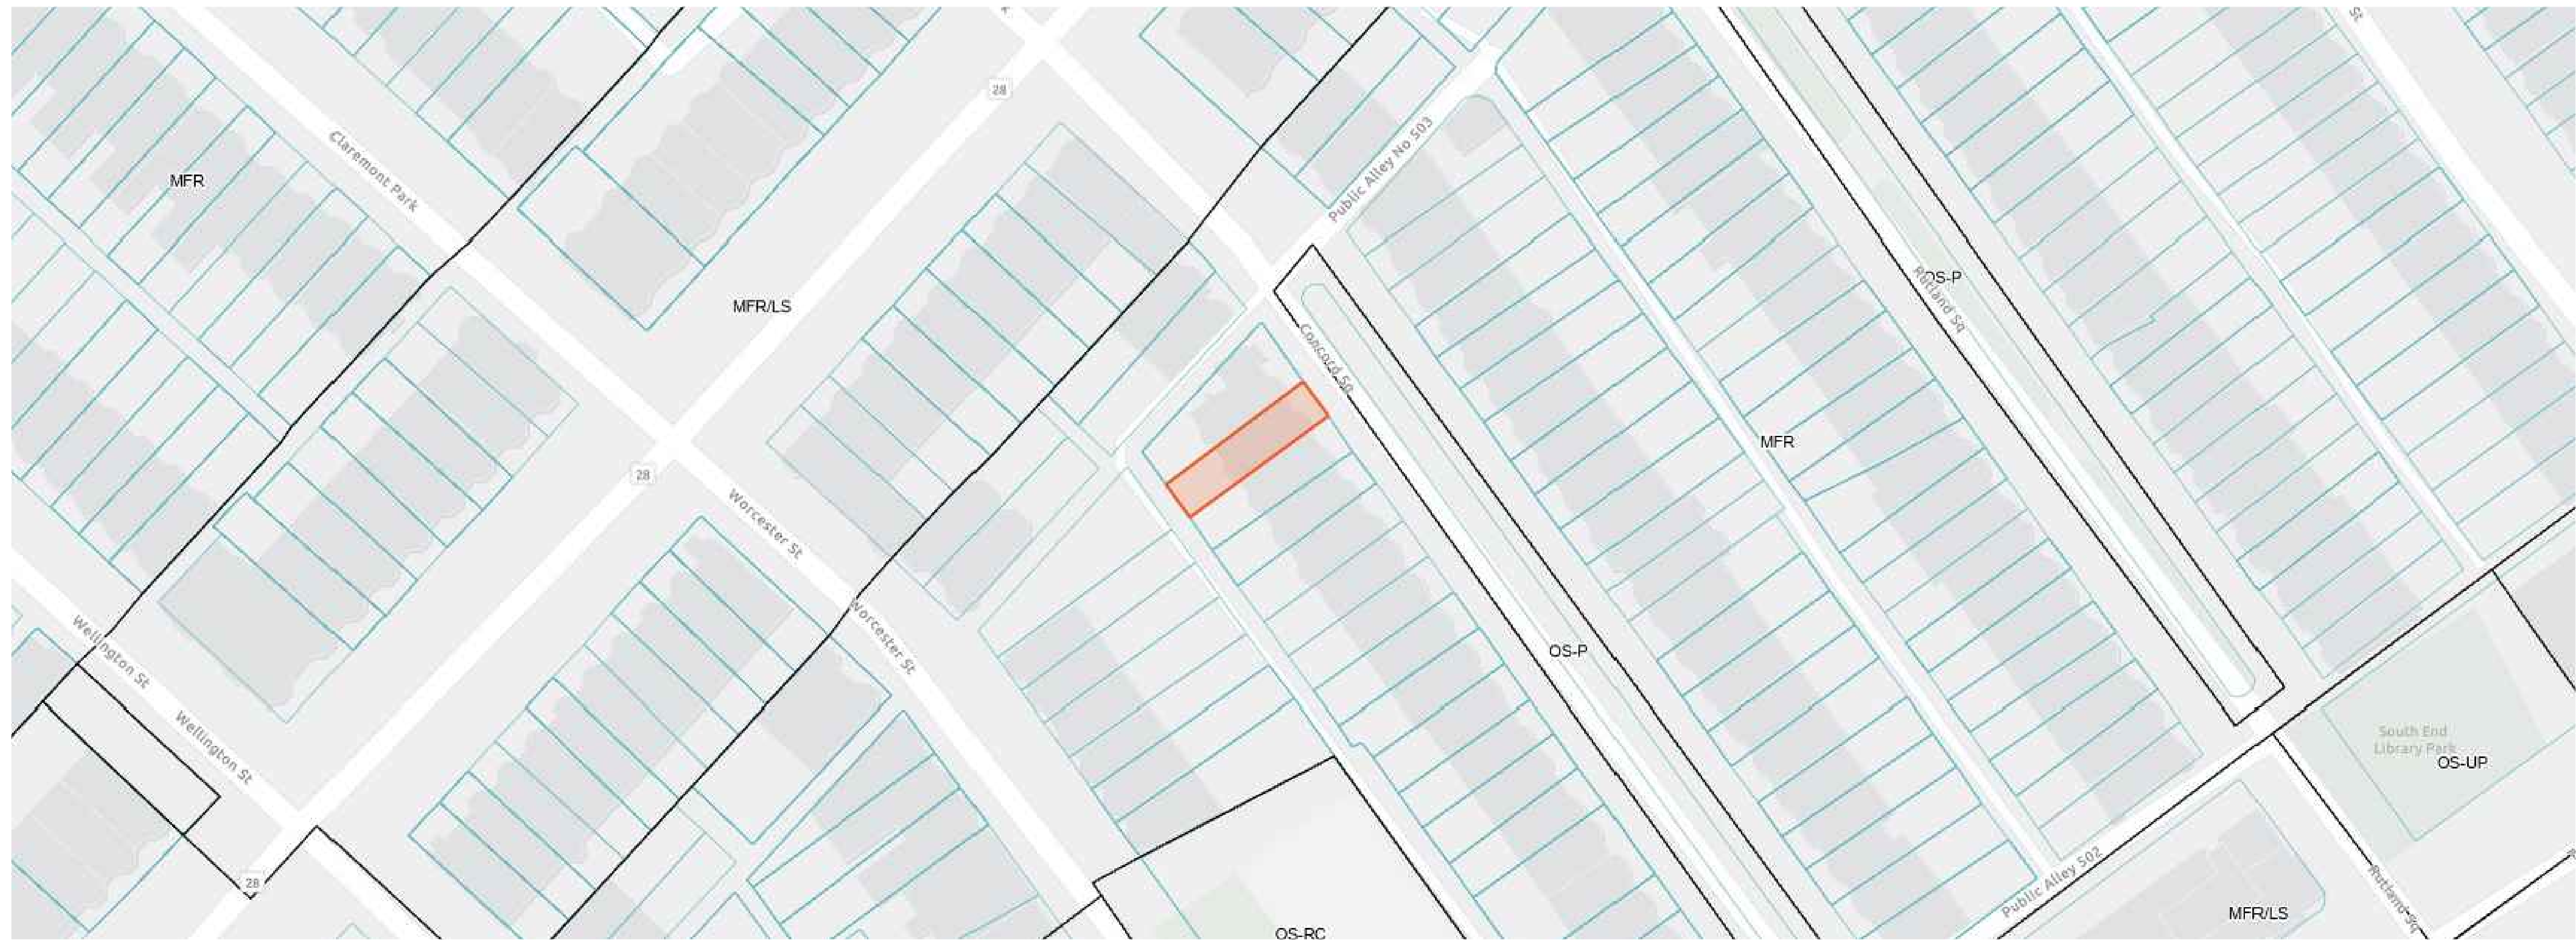 28
Claremont Park
MFR
Public Alley No 503
MFR/LS
OS-P
Rutland Sq
Concord Sq
MFR
28
Worcester St
Worcester St
OS-P
Wellington St
Wellington St
South End
Library Park
OS-UP
28
Public Alley 502
Rutland Sq
MFR/LS
OS-RC
St